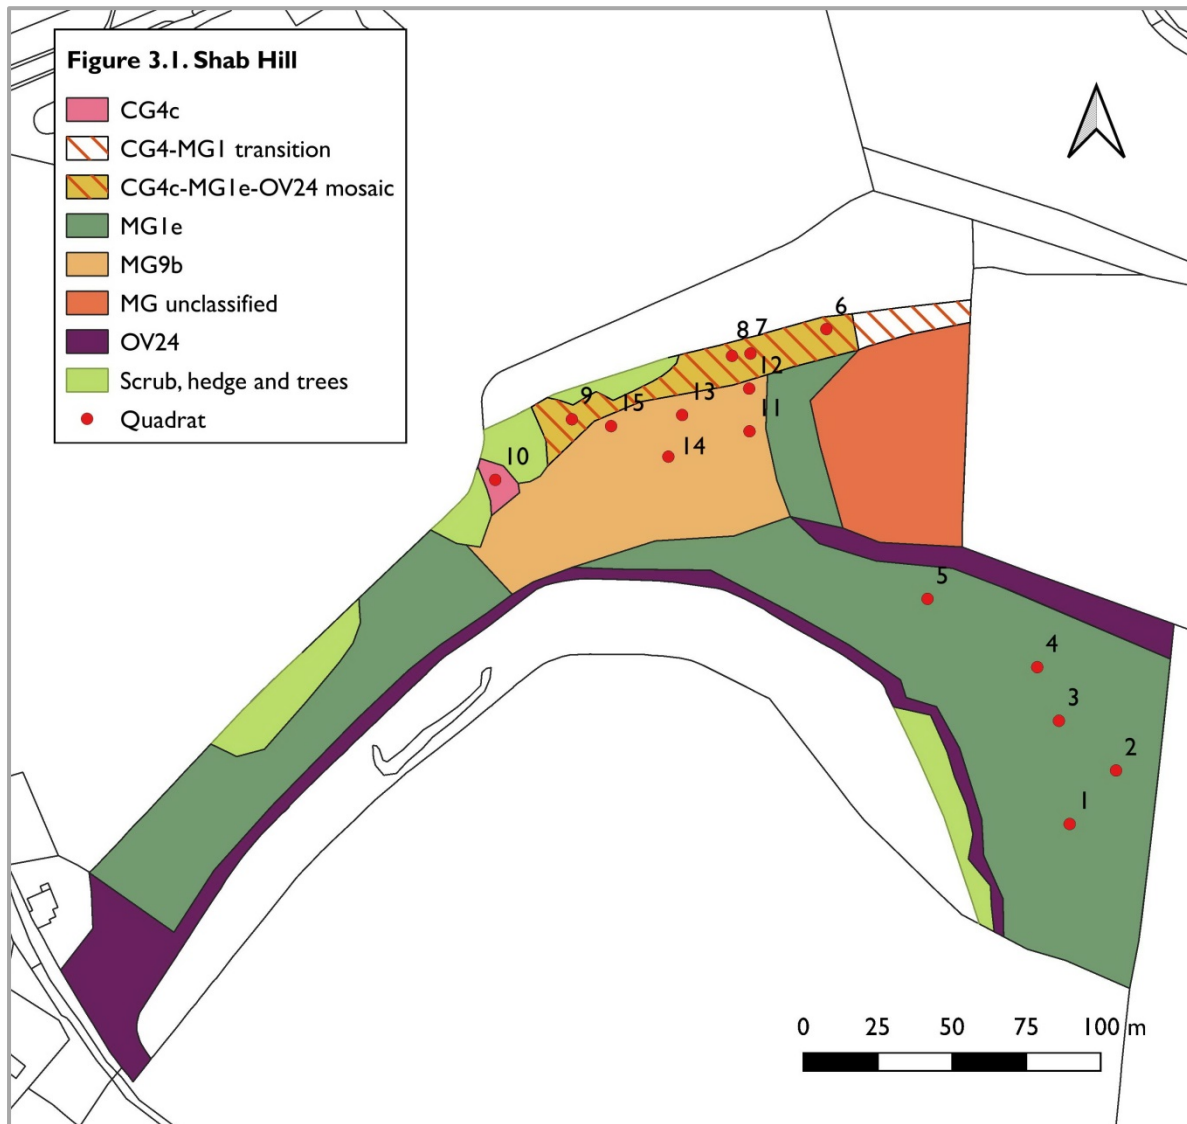 Figure 3.1. Shab Hill
CG4c
CG4-MG1 transition
CG4c-MG1e-OV24 mosaic
MG1e
MG9b
MG unclassified
OV24
Scrub, hedge and trees
Quadrat
6
8 7
12
9
15
13
11
14
10
5
4
3
2
1
0 25 50 75 100 m